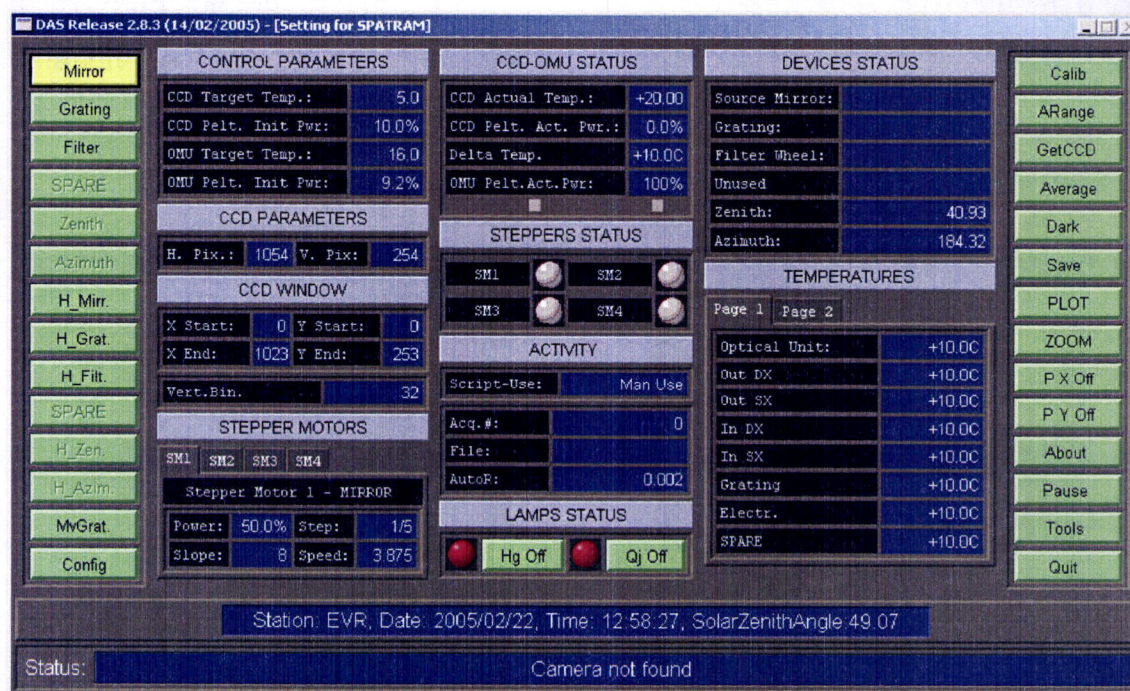 DAS Release 2.8.3 (14/02/2005) - [Setting for SPATRAM]
Mirror
Grating
Filter
SPARE
Zenith
Azimuth
H_Mirr.
H_Grat.
H_Filt.
SPARE
H_Zen.
H_Azim.
MvGrat.
Config
CONTROL PARAMETERS
CCD Target Temp.: 5.0
CCD Pelt. Init Pwr: 10.0%
OMU Target Temp.: 16.0
OMU Pelt. Init Pwr: 9.2%
CCD PARAMETERS
H. Pix.: 1054 V. Pix: 254
CCD WINDOW
X Start: 0 Y Start: 0
X End: 1023 Y End: 253
Vert.Bin. 32
STEPPER MOTORS
SM1 SM2 SM3 SM4
Stepper Motor 1 - MIRROR
Power: 50.0% Step: 1/5
Slope: 8 Speed: 3.875
CCD-OMU STATUS
CCD Actual Temp.: +20.00
CCD Pelt. Act. Pwr.: 0.0%
Delta Temp. +10.0C
OMU Pelt.Act.Pwr: 100%
STEPPERS STATUS
SM1 SM2
SM3 SM4
ACTIVITY
Script-Use: Man Use
Acq.#: 0
File:
AutoR: 0.002
LAMPS STATUS
Hg Off Qj Off
DEVICES STATUS
Source Mirror:
Grating:
Filter Wheel:
Unused
Zenith: 40.93
Azimuth: 184.32
TEMPERATURES
Page 1 Page 2
Optical Unit: +10.0C
Out DX +10.0C
Out SX +10.0C
In DX +10.0C
In SX +10.0C
Grating +10.0C
Electr. +10.0C
SPARE +10.0C
Calib
ARange
GetCCD
Average
Dark
Save
PLOT
ZOOM
P X Off
P Y Off
About
Pause
Tools
Quit
Station: EVR, Date: 2005/02/22, Time: 12:58:27, SolarZenithAngle:49.07
Status: Camera not found